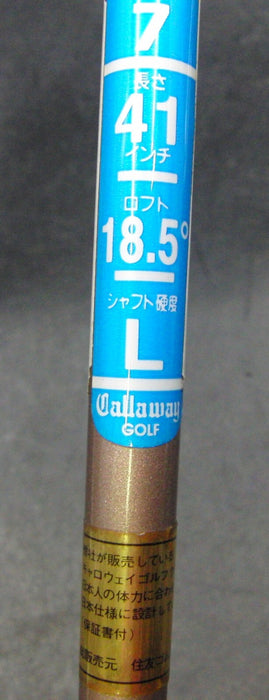 7
長さ
41
インチ
ロフト
18.5°
シャフト硬度
L
Callaway
GOLF
社が販売している
キャロウェイゴルフ
日本人の体力に合わ
日本仕様に設計して
保証書付)
販売元 住友